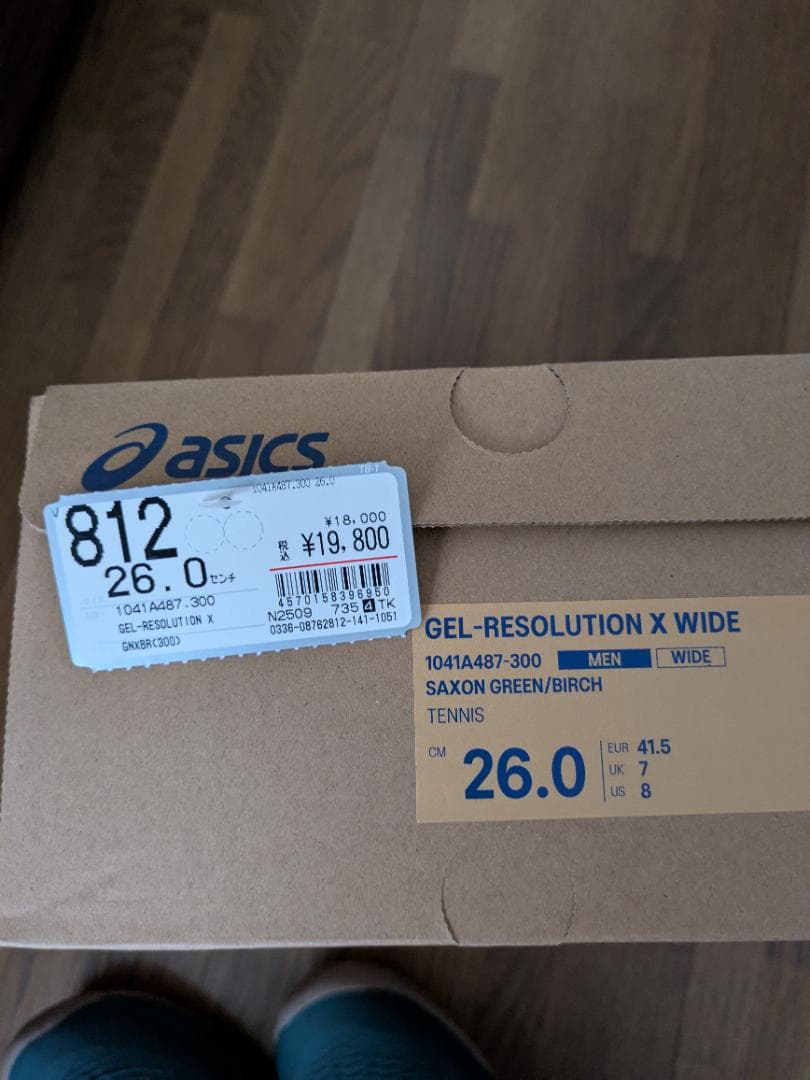 asics
TB-1
1041A487.300 26.0
V
812
¥18,000
税込 ¥19,800
26.0センチ
4570158396950
1041A487.300
N2509 735 4 TK
GEL-RESOLUTION X
0336-08762812-141-1051
GNXBR(300)
GEL-RESOLUTION X WIDE
1041A487-300 MEN WIDE
SAXON GREEN/BIRCH
TENNIS
CM 26.0
EUR 41.5
UK 7
US 8